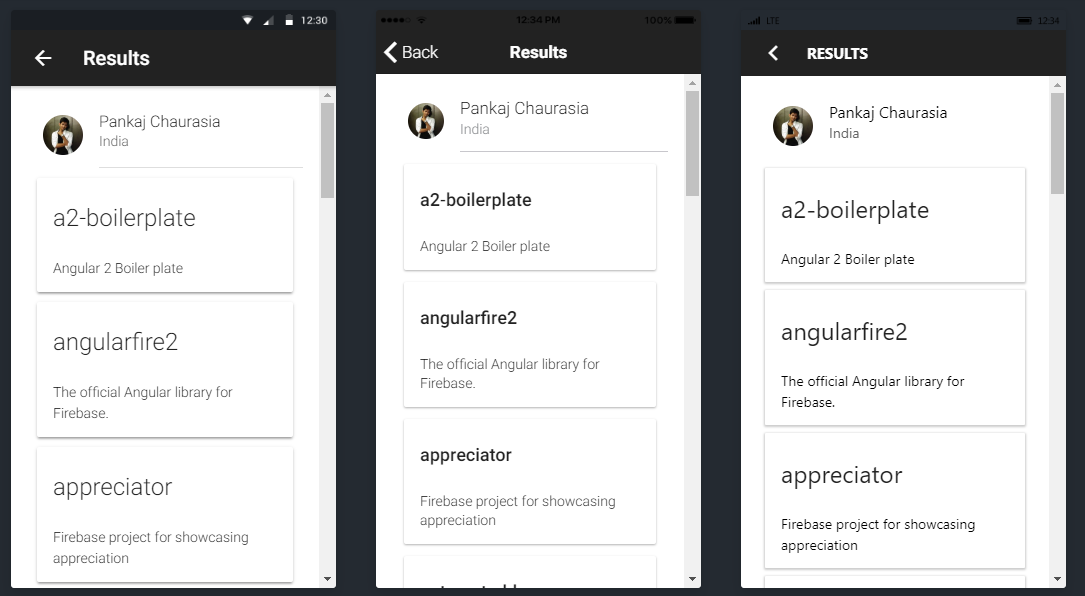 12:30
Results
Pankaj Chaurasia
India
a2-boilerplate
Angular 2 Boiler plate
angularfire2
The official Angular library for
Firebase.
appreciator
Firebase project for showcasing
appreciation
12:34 PM
100%
Back
Results
Pankaj Chaurasia
India
a2-boilerplate
Angular 2 Boiler plate
angularfire2
The official Angular library for
Firebase.
appreciator
Firebase project for showcasing
appreciation
LTE
12:34
RESULTS
Pankaj Chaurasia
India
a2-boilerplate
Angular 2 Boiler plate
angularfire2
The official Angular library for
Firebase.
appreciator
Firebase project for showcasing
appreciation